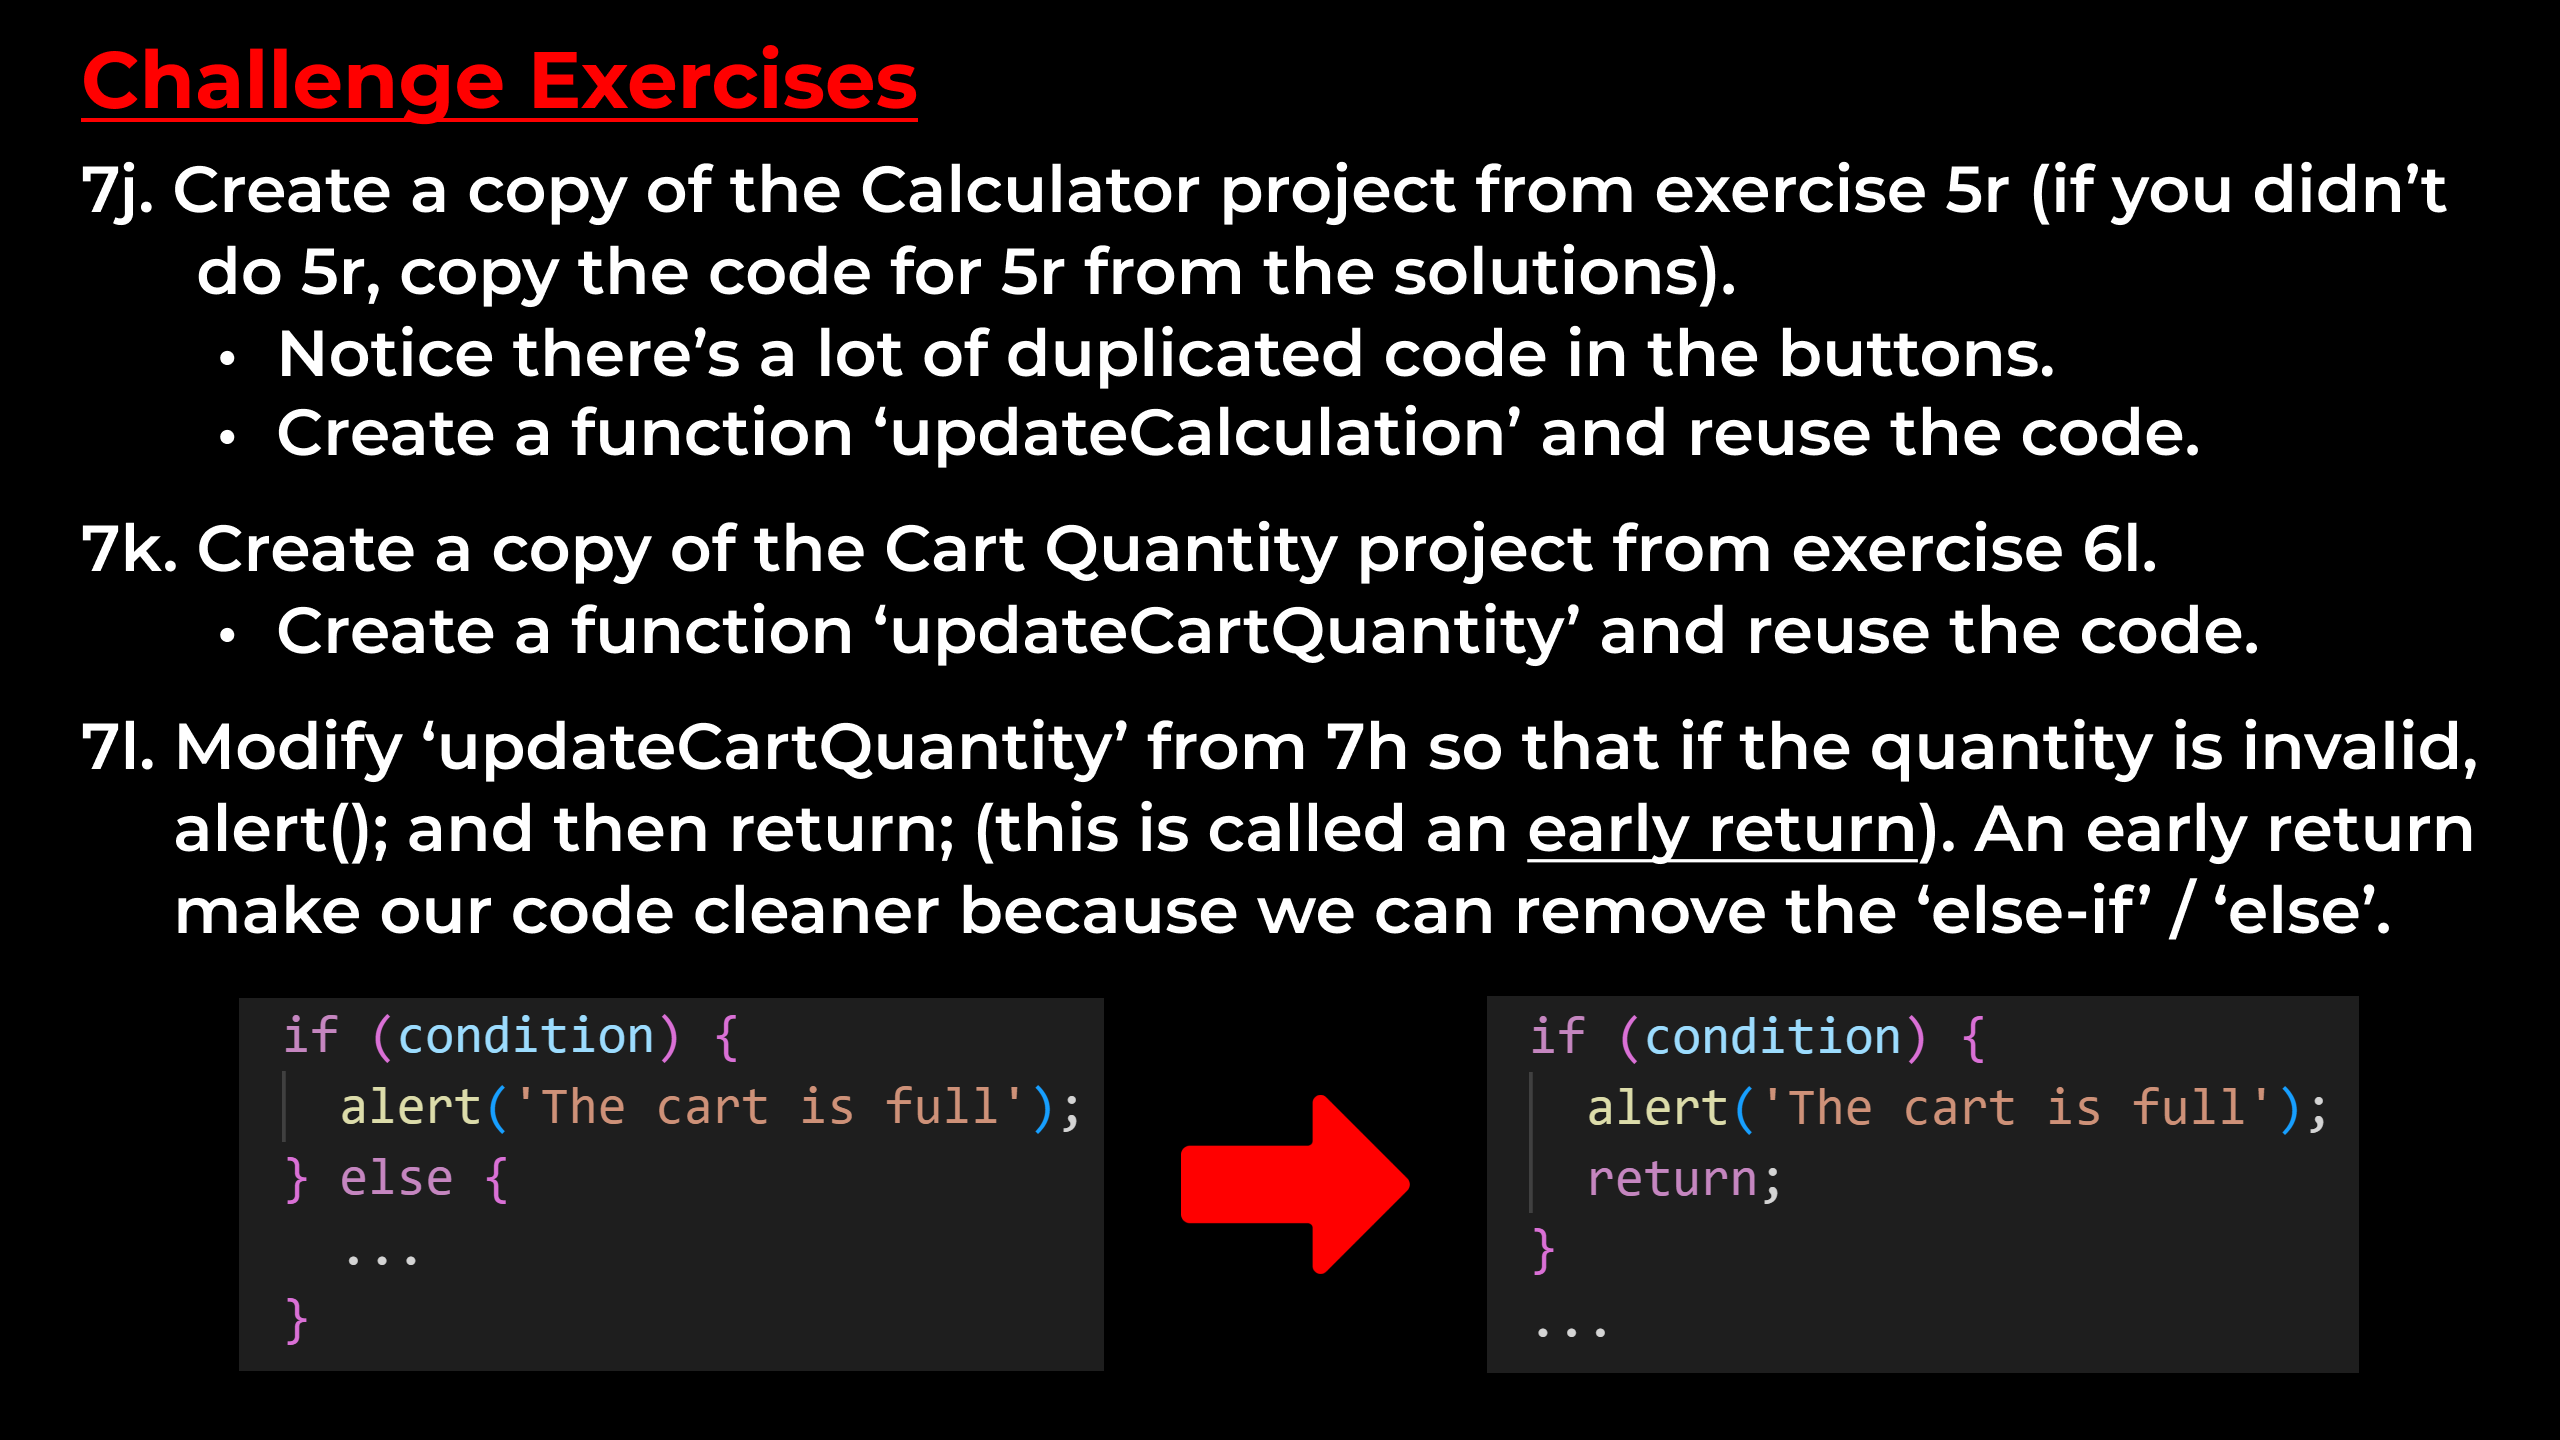 Challenge Exercises
7j. Create a copy of the Calculator project from exercise 5r (if you didn’t
do 5r, copy the code for 5r from the solutions).
• Notice there’s a lot of duplicated code in the buttons.
• Create a function ‘updateCalculation’ and reuse the code.
7k. Create a copy of the Cart Quantity project from exercise 6l.
• Create a function ‘updateCartQuantity’ and reuse the code.
7l. Modify ‘updateCartQuantity’ from 7h so that if the quantity is invalid,
alert(); and then return; (this is called an early return). An early return
make our code cleaner because we can remove the ‘else-if’ / ‘else’.
if (condition) {
  alert('The cart is full');
} else {
  ...
}
if (condition) {
  alert('The cart is full');
  return;
}
...